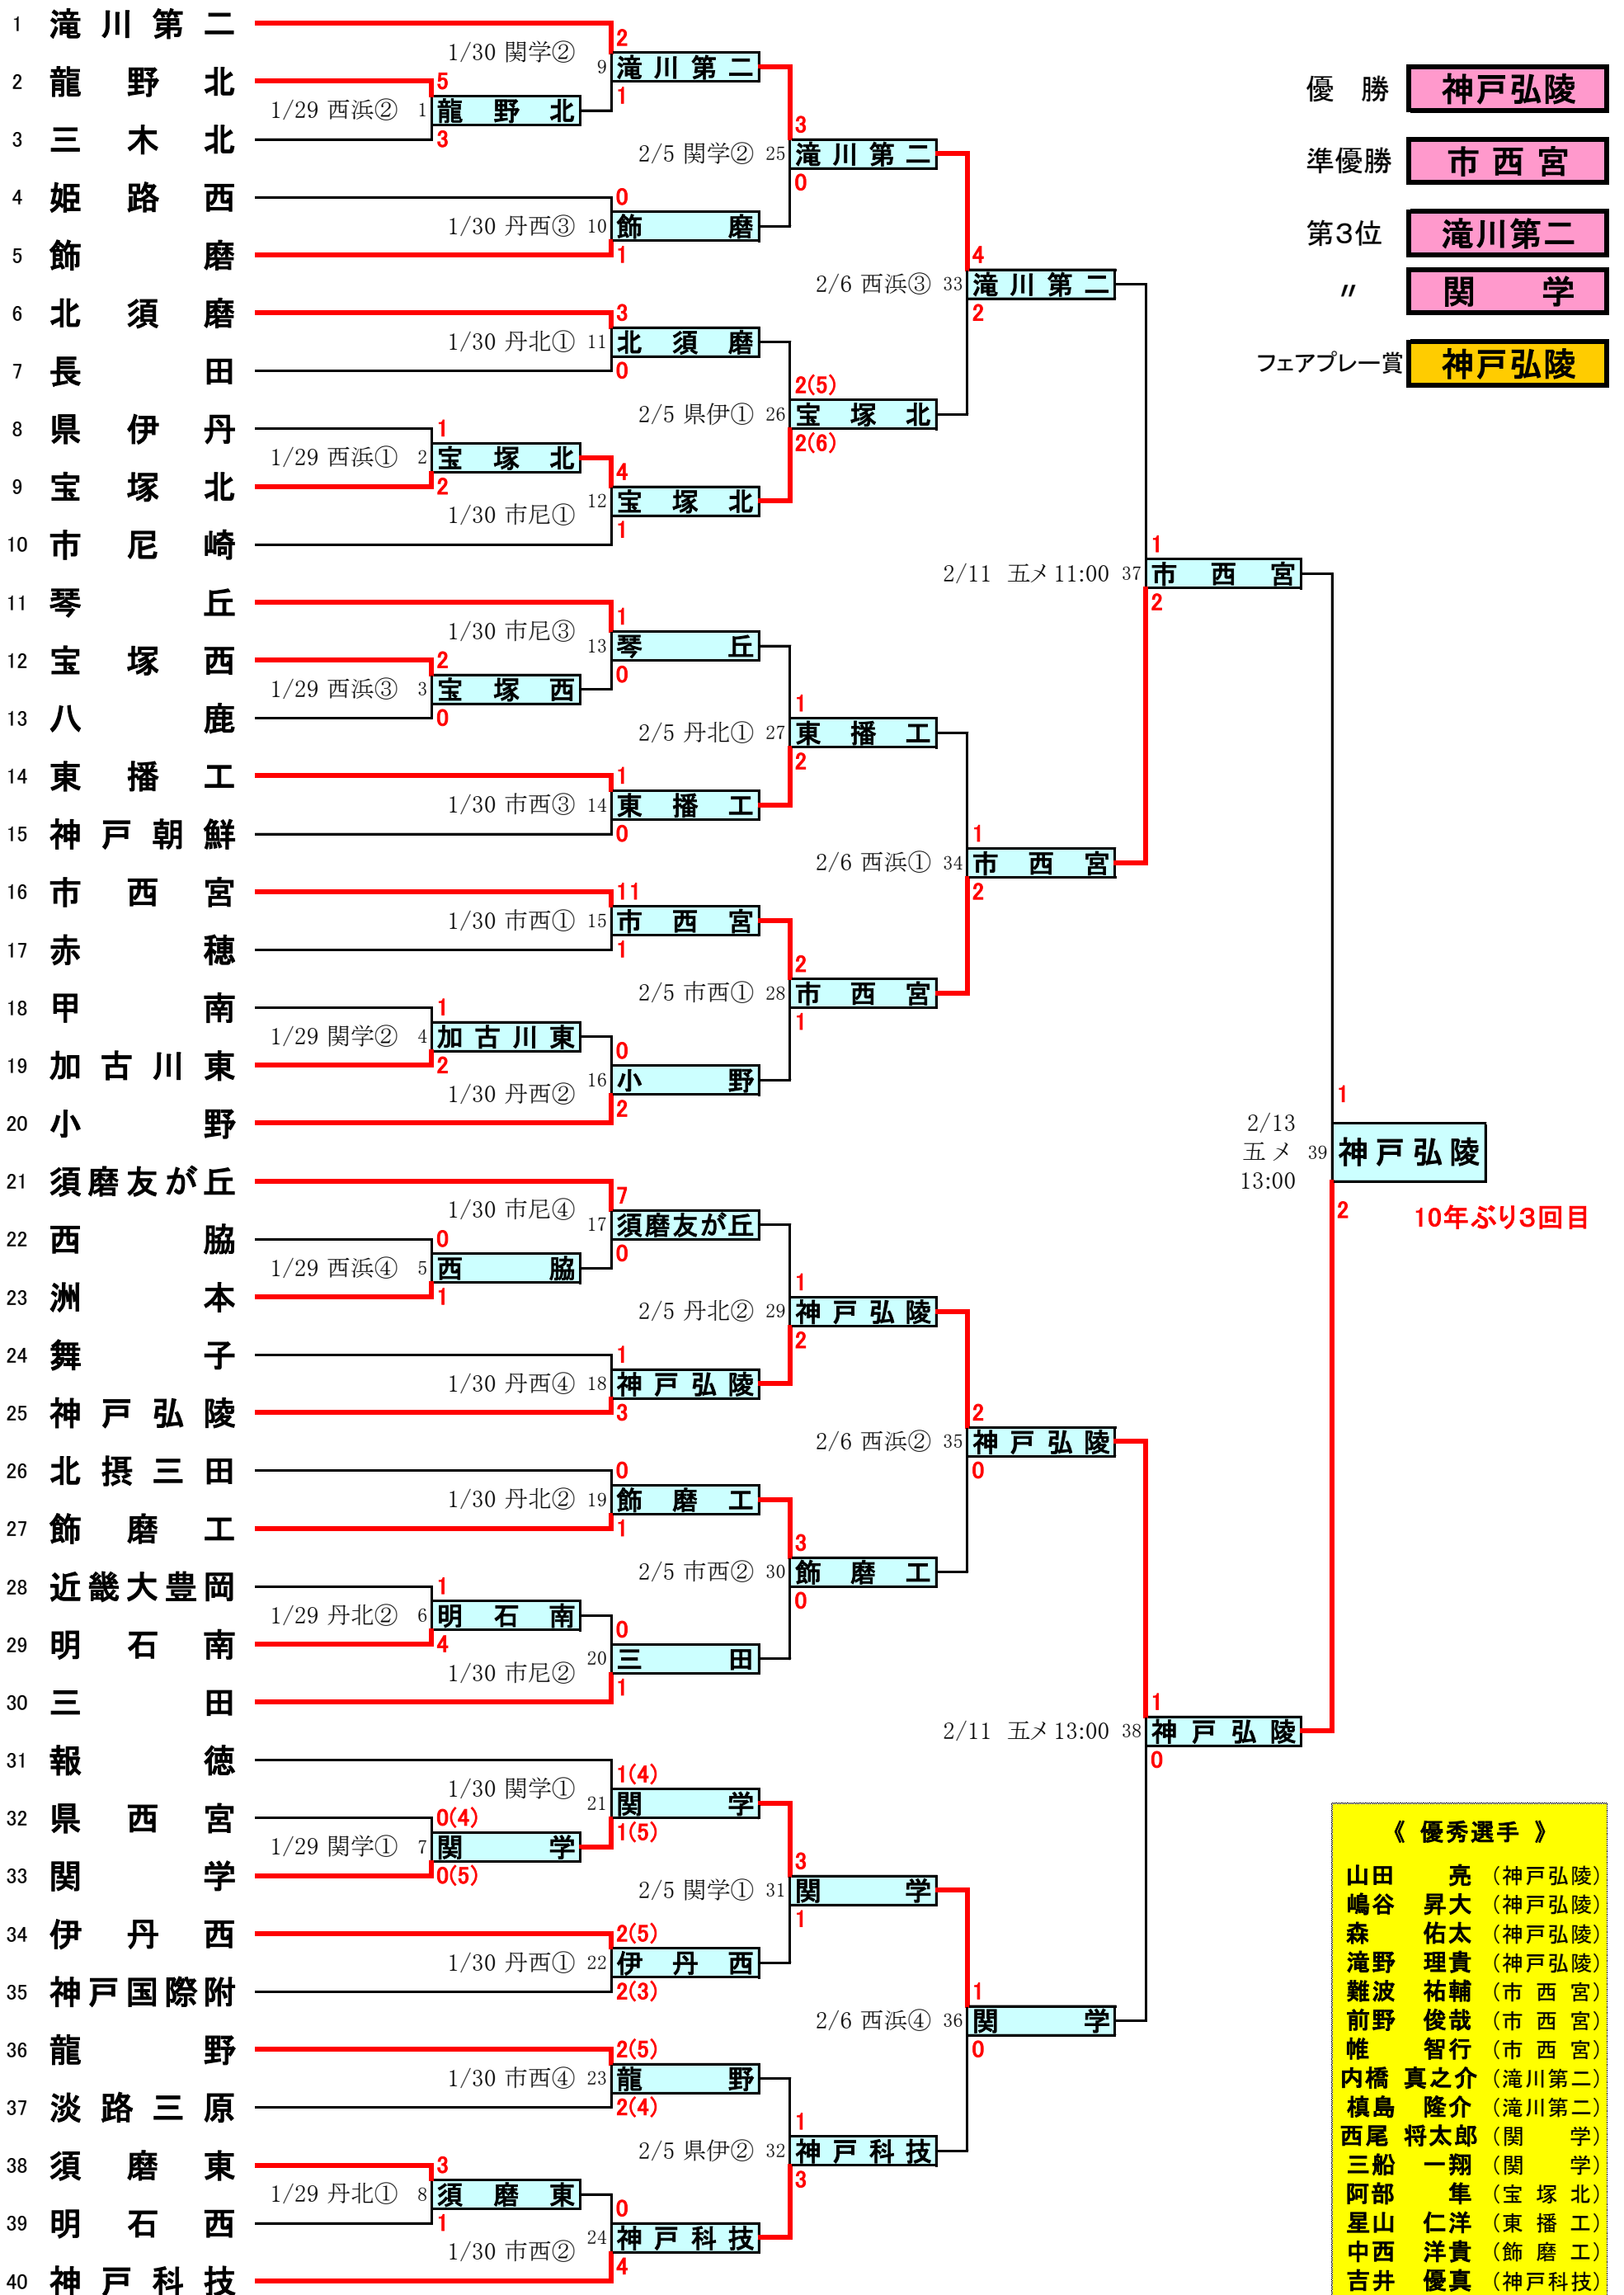 1 滝川第二
2 龍野北
3 三木北
4 姫路西
5 飾磨
6 北須磨
7 長田
8 県伊丹
9 宝塚北
10 市尼崎
11 琴丘
12 宝塚西
13 八鹿
14 東播工
15 神戸朝鮮
16 市西宮
17 赤穂
18 甲南
19 加古川東
20 小野
21 須磨友が丘
22 西脇
23 洲本
24 舞子
25 神戸弘陵
26 北摂三田
27 飾磨工
28 近畿大豊岡
29 明石南
30 三田
31 報徳
32 県西宮
33 関学
34 伊丹西
35 神戸国際附
36 龍野
37 淡路三原
38 須磨東
39 明石西
40 神戸科技
5
1/29 西浜② 1 龍野北
3
1
1/29 西浜① 2 宝塚北
2
2
1/29 西浜③ 3 宝塚西
0
1
1/29 関学② 4 加古川東
2
0
1/29 西浜④ 5 西脇
1
1
1/29 丹北② 6 明石南
4
0(4)
1/29 関学① 7 関学
0(5)
3
1/29 丹北① 8 須磨東
1
2
1/30 関学② 9 滝川第二
1
0
1/30 丹西③ 10 飾磨
1
3
1/30 丹北① 11 北須磨
0
4
1/30 市尼① 12 宝塚北
1
1
1/30 市尼③ 13 琴丘
0
1
1/30 市西③ 14 東播工
0
11
1/30 市西① 15 市西宮
1
0
1/30 丹西② 16 小野
2
7
1/30 市尼④ 17 須磨友が丘
0
1
1/30 丹西④ 18 神戸弘陵
3
0
1/30 丹北② 19 飾磨工
1
0
1/30 市尼② 20 三田
1
1(4)
1/30 関学① 21 関学
1(5)
2(5)
1/30 丹西① 22 伊丹西
2(3)
2(5)
1/30 市西④ 23 龍野
2(4)
0
1/30 市西② 24 神戸科技
4
3
2/5 関学② 25 滝川第二
0
2(5)
2/5 県伊① 26 宝塚北
2(6)
1
2/5 丹北① 27 東播工
2
2
2/5 市西① 28 市西宮
1
1
2/5 丹北② 29 神戸弘陵
2
3
2/5 市西② 30 飾磨工
0
3
2/5 関学① 31 関学
1
1
2/5 県伊② 32 神戸科技
3
4
2/6 西浜③ 33 滝川第二
2
1
2/6 西浜① 34 市西宮
2
2
2/6 西浜② 35 神戸弘陵
0
1
2/6 西浜④ 36 関学
0
1
2/11 五メ 11:00 37 市西宮
2
1
2/11 五メ 13:00 38 神戸弘陵
0
1
2/13
五メ 39 神戸弘陵
13:00
2
10年ぶり3回目
優勝 神戸弘陵
準優勝 市西宮
第3位 滝川第二
〃 関学
フェアプレー賞 神戸弘陵
《 優秀選手 》
山田 亮 (神戸弘陵)
嶋谷 昇大 (神戸弘陵)
森 佑太 (神戸弘陵)
滝野 理貴 (神戸弘陵)
難波 祐輔 (市西宮)
前野 俊哉 (市西宮)
帷 智行 (市西宮)
内橋 真之介 (滝川第二)
槙島 隆介 (滝川第二)
西尾 将太郎 (関学)
三船 一翔 (関学)
阿部 隼 (宝塚北)
星山 仁洋 (東播工)
中西 洋貴 (飾磨工)
吉井 優真 (神戸科技)